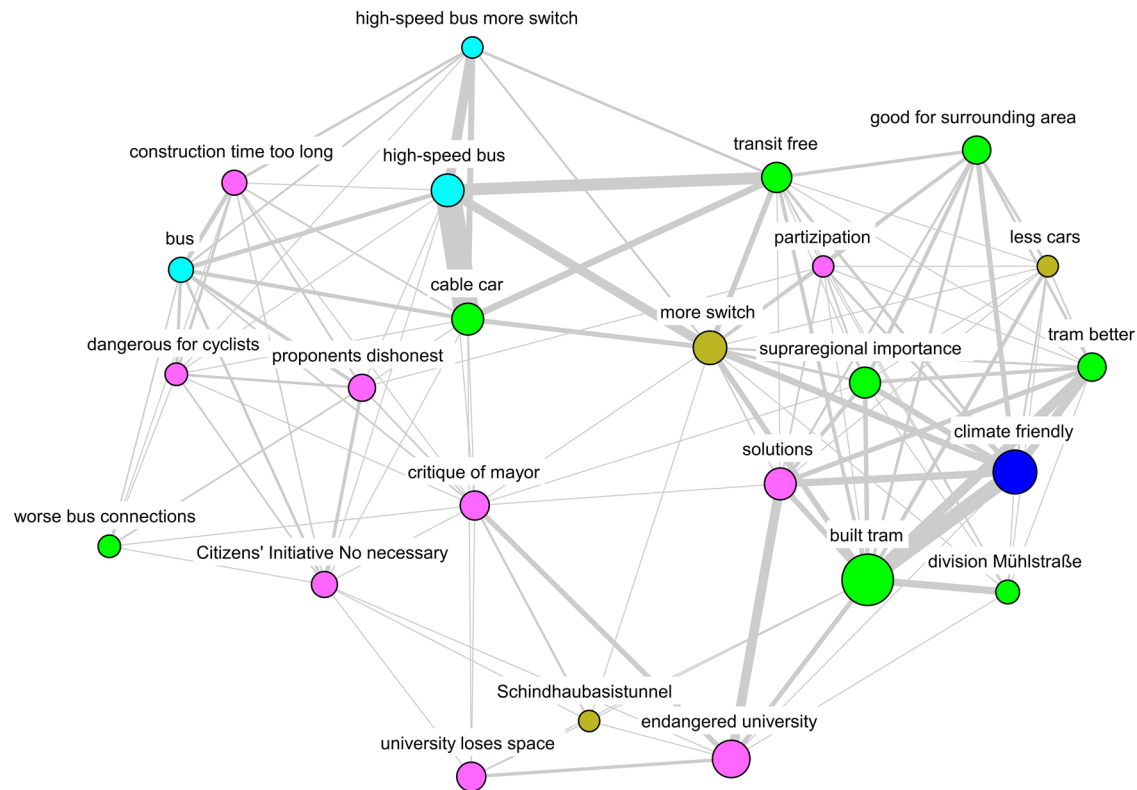 high-speed bus more switch
good for surrounding area
transit free
construction time too long
high-speed bus
bus
partizipation
less cars
cable car
more switch
tram better
dangerous for cyclists
proponents dishonest
supraregional importance
climate friendly
solutions
critique of mayor
worse bus connections
built tram
Citizens' Initiative No necessary
division Mühlstraße
Schindhaubasistunnel
endangered university
university loses space